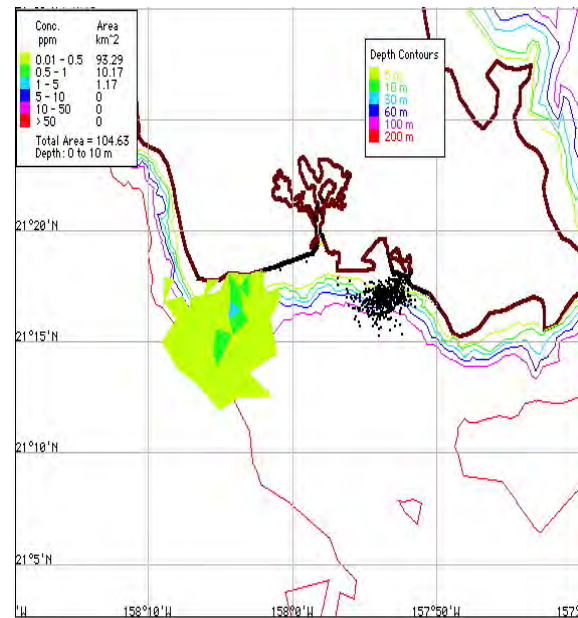 Conc. Area
ppm km^2
0.01 - 0.5 93.29
0.5 - 1 10.17
1 - 5 1.17
5 - 10 0
10 - 50 0
> 50 0
Total Area = 104.63
Depth: 0 to 10 m
Depth Contours
5 m
10 m
30 m
60 m
100 m
200 m
21°20'N
21°15'N
21°10'N
21°5'N
'W 158°10'W 158°0'W 157°50'W 157°